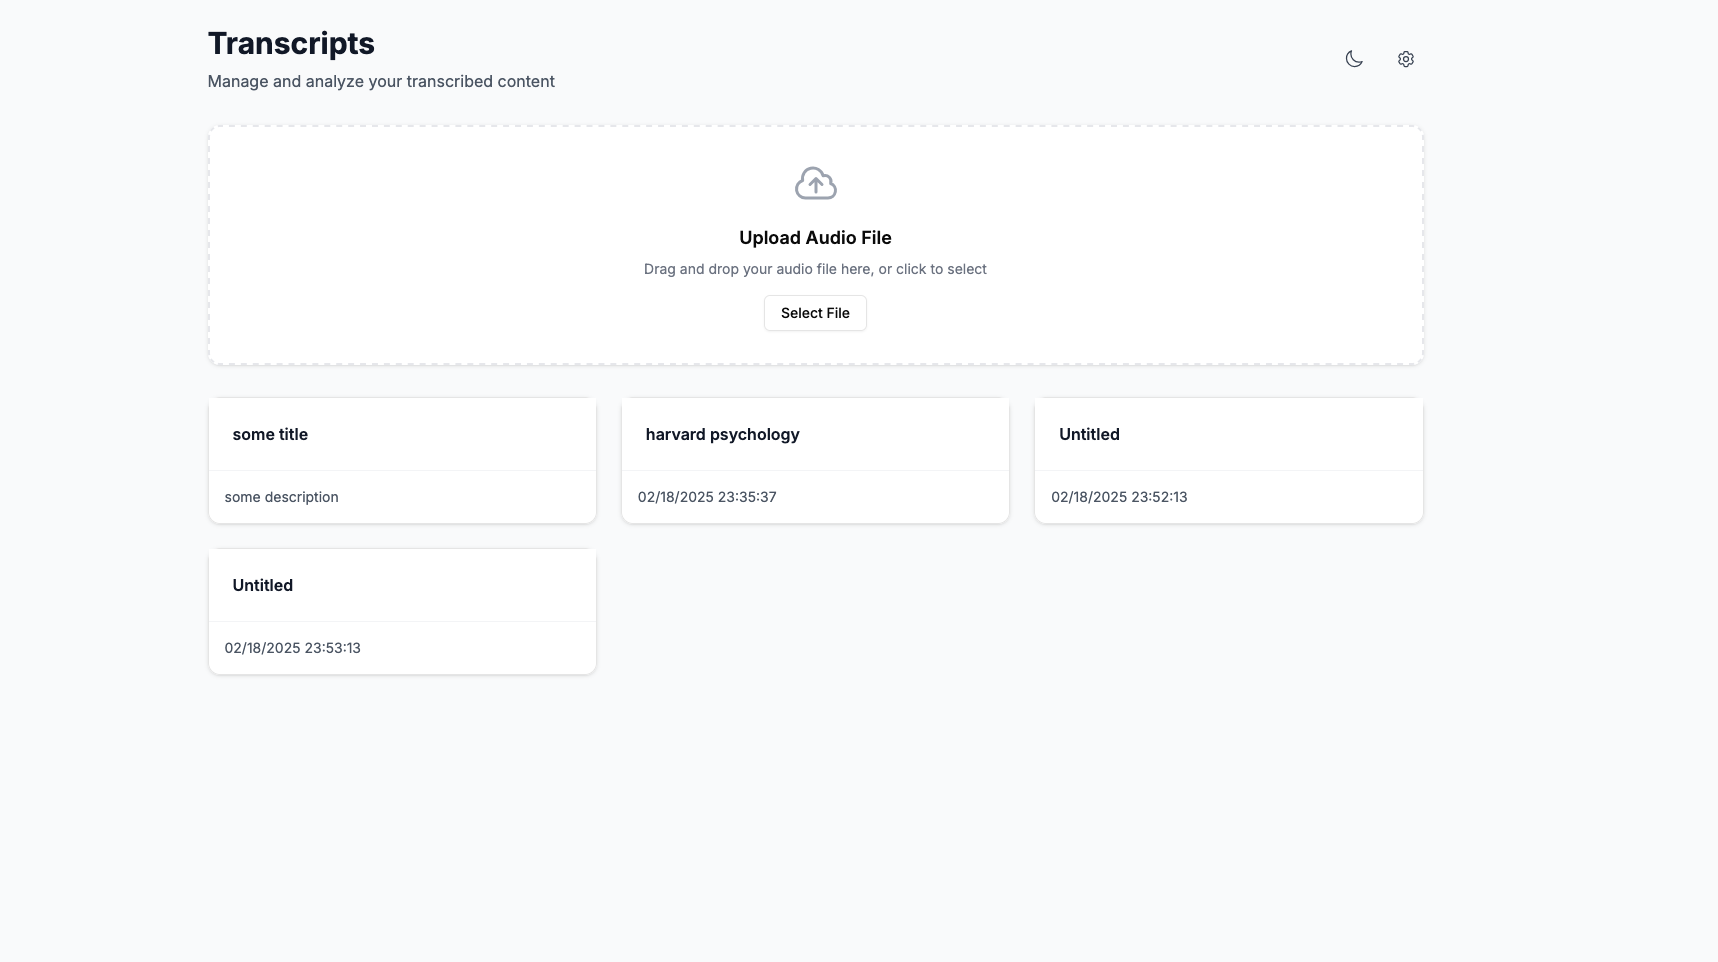 Transcripts
Manage and analyze your transcribed content
Upload Audio File
Drag and drop your audio file here, or click to select
Select File
some title
some description
harvard psychology
02/18/2025 23:35:37
Untitled
02/18/2025 23:52:13
Untitled
02/18/2025 23:53:13